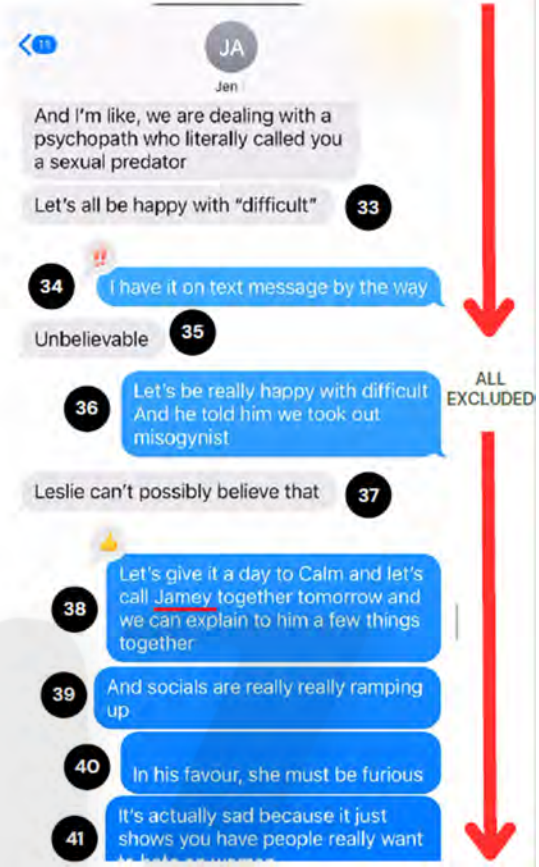 11
JA
Jen
And I'm like, we are dealing with a
psychopath who literally called you
a sexual predator
Let's all be happy with "difficult"
33
34
I have it on text message by the way
Unbelievable
35
36
Let's be really happy with difficult
And he told him we took out
misogynist
ALL
EXCLUDED
Leslie can't possibly believe that
37
38
Let's give it a day to Calm and let's
call Jamey together tomorrow and
we can explain to him a few things
together
39
And socials are really really ramping
up
40
In his favour, she must be furious
41
It's actually sad because it just
shows you have people really want
to hate on women